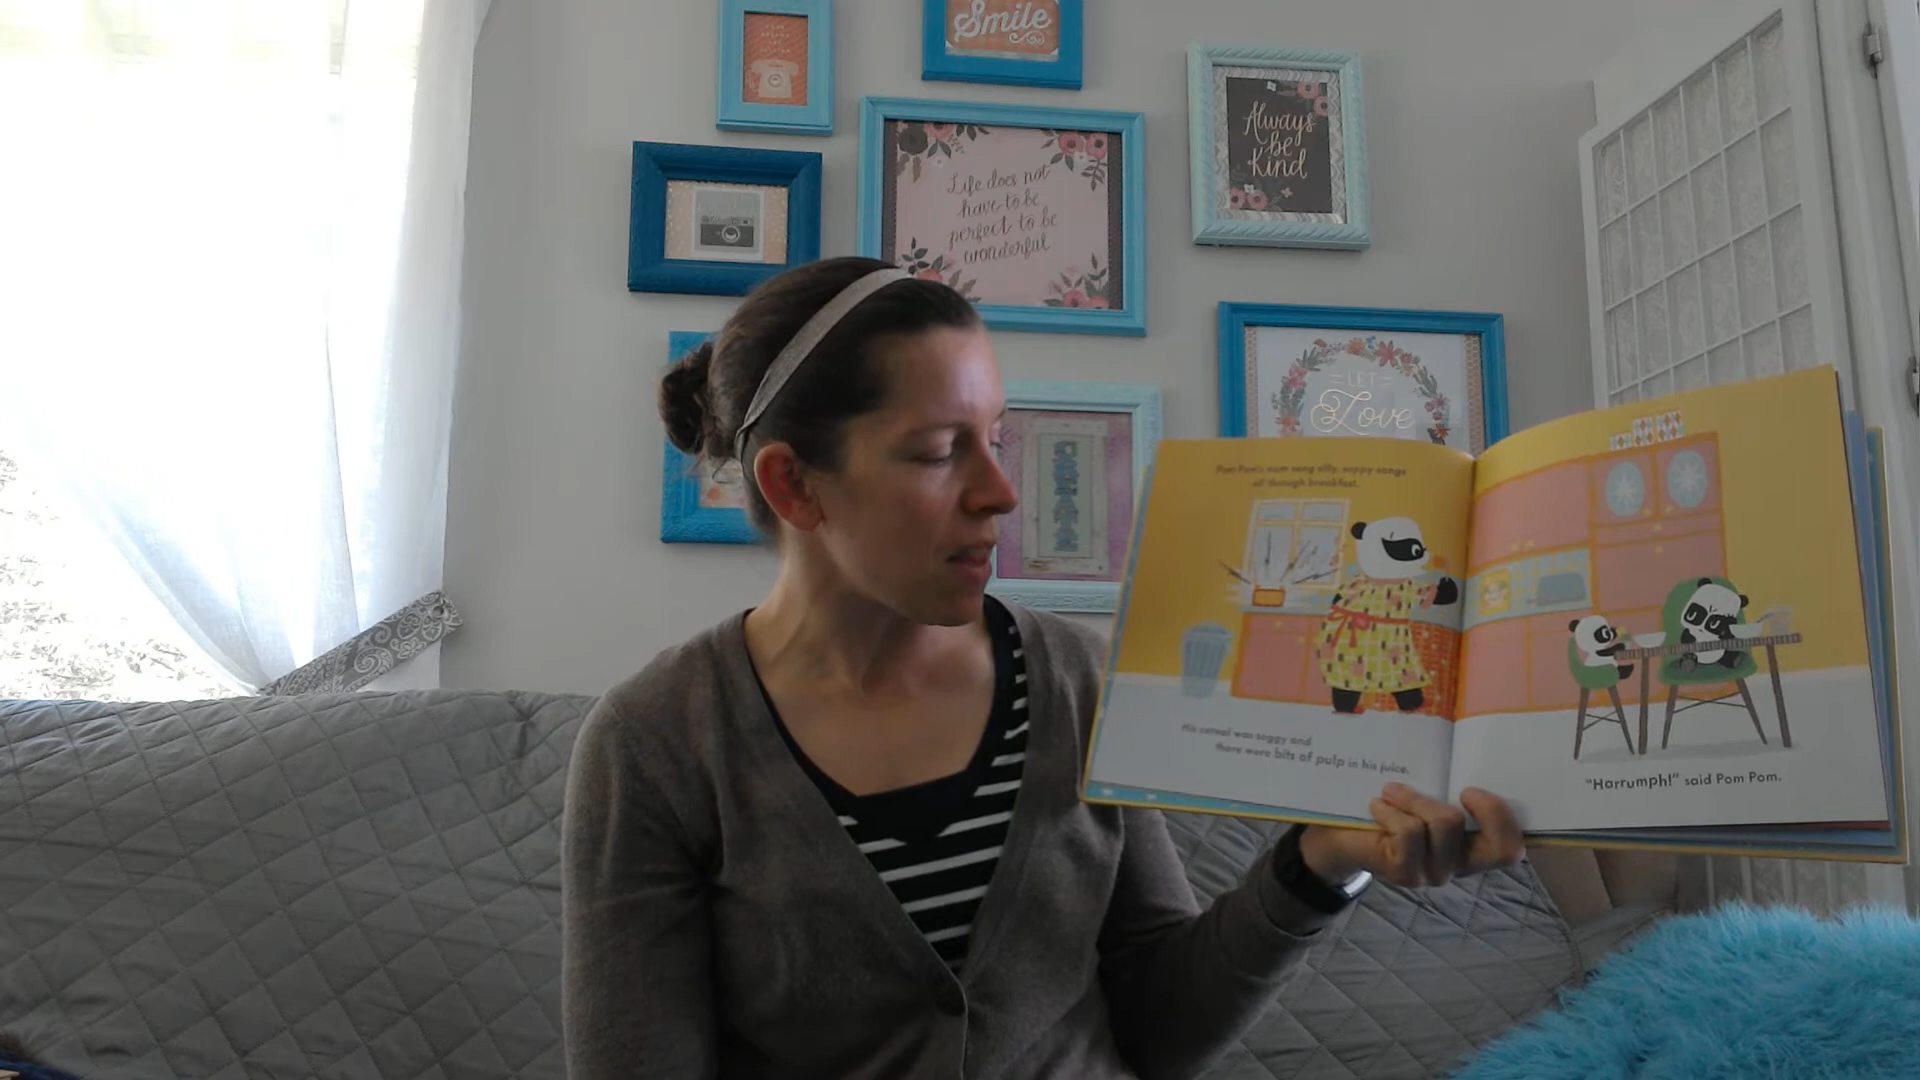 Smile
Always
be
kind
Life does not
have to be
perfect to be
wonderful
LET
Love
Pom Pom's mum sang silly, soppy songs
all through breakfast.
His cereal was soggy and
there were bits of pulp in his juice.
"Harrumph!" said Pom Pom.